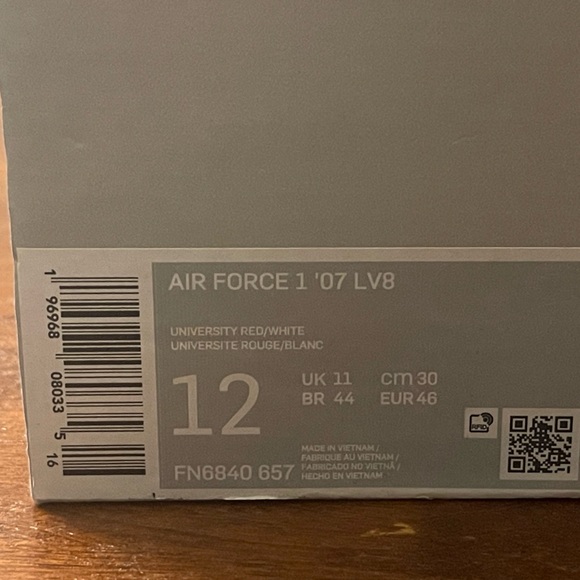 AIR FORCE 1 '07 LV8
UNIVERSITY RED/WHITE
UNIVERSITE ROUGE/BLANC
12
UK 11 cm 30
BR 44 EUR 46
FN6840 657
MADE IN VIETNAM /
FABRIQUE AU VIETNAM /
FABRICADO NO VIETNÃ /
HECHO EN VIETNAM
RFID
1 96968 08033 5 16